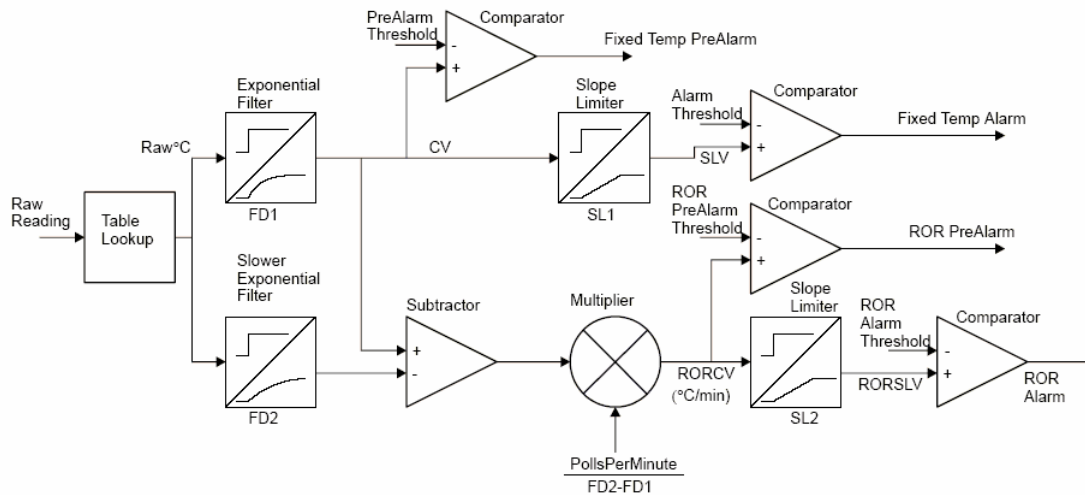 PreAlarm
Threshold
-
+
Comparator
Fixed Temp PreAlarm
Exponential
Filter
Raw°C
FD1
CV
Slope
Limiter
SL1
SLV
Alarm
Threshold
-
+
Comparator
Fixed Temp Alarm
Raw
Reading
Table
Lookup
ROR
PreAlarm
Threshold
-
+
Comparator
ROR PreAlarm
Slower
Exponential
Filter
FD2
Subtractor
+
-
Multiplier
PollsPerMinute
FD2-FD1
RORCV
(°C/min)
Slope
Limiter
SL2
RORSLV
ROR
Alarm
Threshold
-
+
Comparator
ROR
Alarm